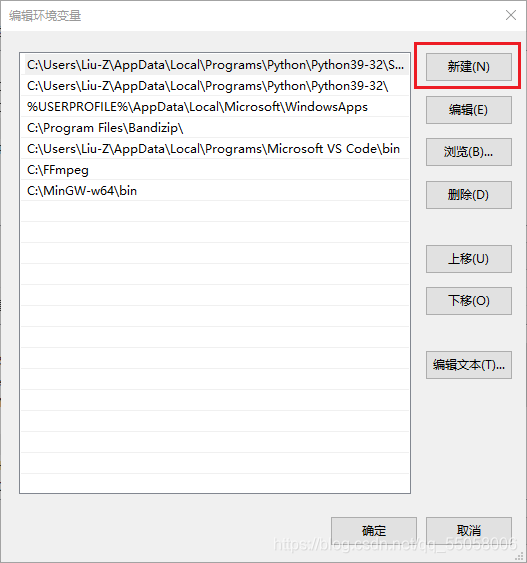 编辑环境变量
C:\Users\Liu-Z\AppData\Local\Programs\Python\Python39-32\S...
C:\Users\Liu-Z\AppData\Local\Programs\Python\Python39-32\
%USERPROFILE%\AppData\Local\Microsoft\WindowsApps
C:\Program Files\Bandizip\
C:\Users\Liu-Z\AppData\Local\Programs\Microsoft VS Code\bin
C:\FFmpeg
C:\MinGW-w64\bin
新建(N)
编辑(E)
浏览(B)...
删除(D)
上移(U)
下移(O)
编辑文本(T)...
确定
取消
https://blog.csdn.net/qq_55058006